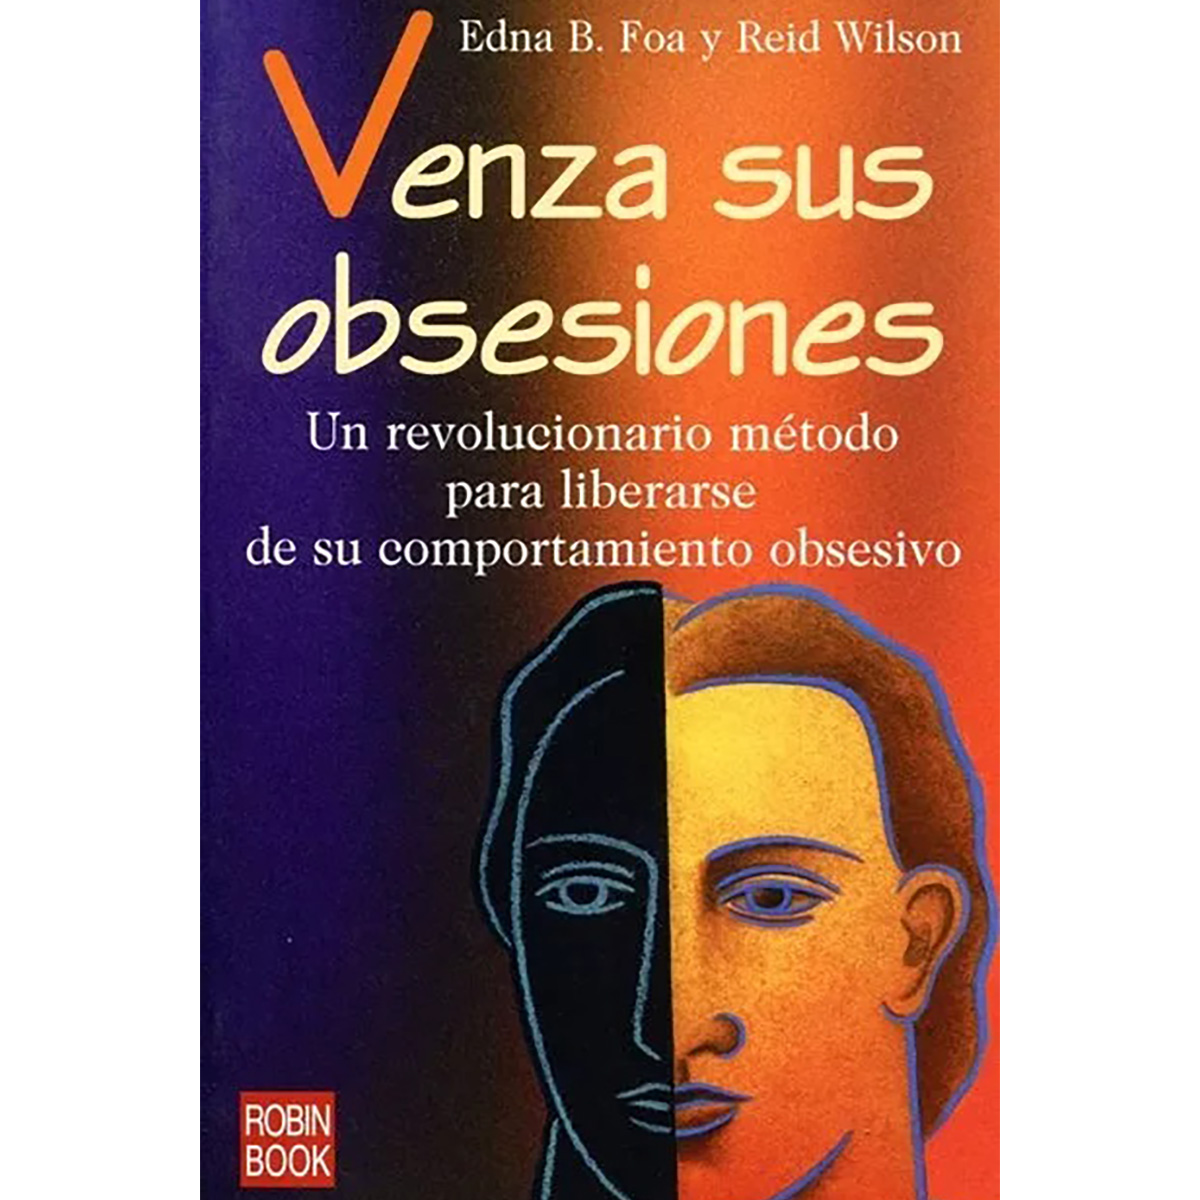 Edna B. Foa y Reid Wilson
Venza sus
obsesiones
Un revolucionario método
para liberarse
de su comportamiento obsesivo
ROBIN
BOOK